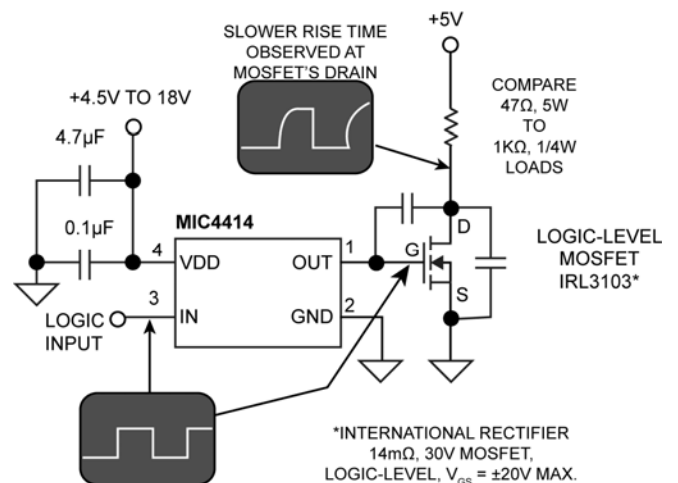 +5V
SLOWER RISE TIME
OBSERVED AT
MOSFET'S DRAIN
+4.5V TO 18V
COMPARE
47Ω, 5W
TO
1KΩ, 1/4W
LOADS
4.7µF
0.1µF
MIC4414
4
VDD
OUT
1
G
D
S
LOGIC-LEVEL
MOSFET
IRL3103*
3
IN
GND
2
LOGIC
INPUT
*INTERNATIONAL RECTIFIER
14mΩ, 30V MOSFET,
LOGIC-LEVEL, VGS = ±20V MAX.